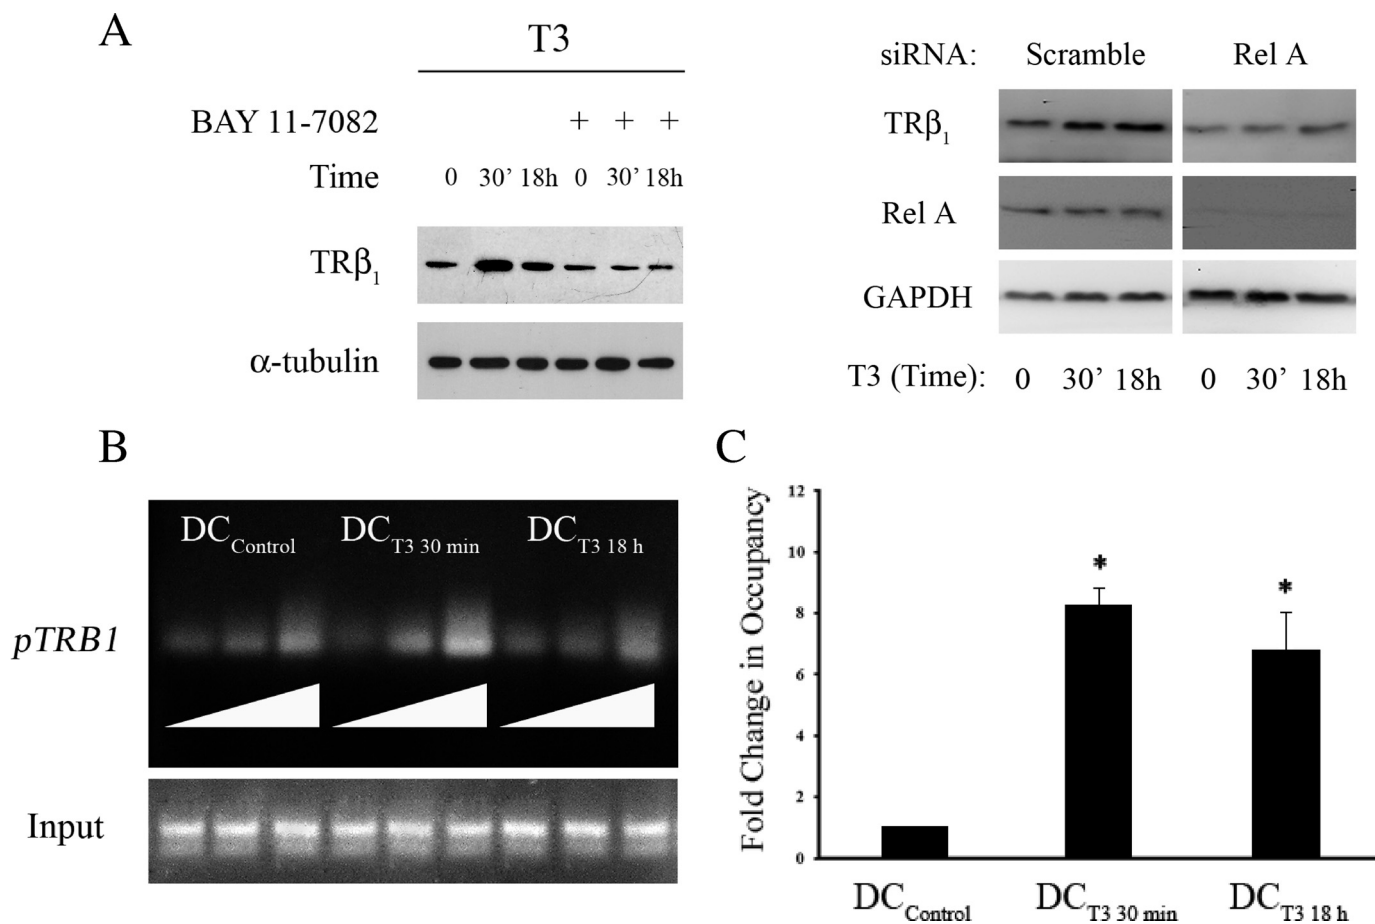 A
T3
BAY 11-7082 + + +
Time 0 30’ 18h 0 30’ 18h
TRβ1
α-tubulin
siRNA: Scramble Rel A
TRβ1
Rel A
GAPDH
T3 (Time): 0 30’ 18h 0 30’ 18h
B
DCControl DCT3 30 min DCT3 18 h
pTRB1
Input
C
Fold Change in Occupancy
12
10
8
6
4
2
0
* *
DCControl DCT3 30 min DCT3 18 h